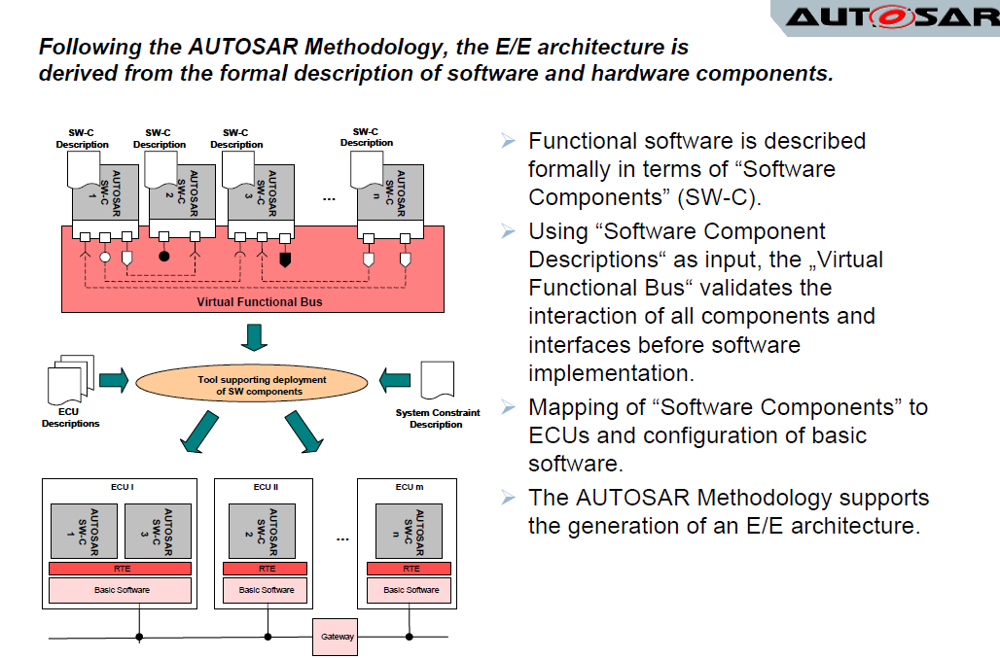 AUTOSAR
Following the AUTOSAR Methodology, the E/E architecture is
derived from the formal description of software and hardware components.
SW-C
Description
SW-C
Description
SW-C
Description
SW-C
Description
AUTOSAR
SW-C
1
AUTOSAR
SW-C
2
AUTOSAR
SW-C
3
...
AUTOSAR
SW-C
n
Virtual Functional Bus
Tool supporting deployment
of SW components
ECU
Descriptions
System Constraint
Description
ECU I
AUTOSAR
SW-C
1
AUTOSAR
SW-C
3
RTE
Basic Software
ECU II
AUTOSAR
SW-C
2
RTE
Basic Software
...
ECU m
AUTOSAR
SW-C
n
RTE
Basic Software
Gateway
Functional software is described
formally in terms of “Software
Components” (SW-C).
Using “Software Component
Descriptions“ as input, the „Virtual
Functional Bus“ validates the
interaction of all components and
interfaces before software
implementation.
Mapping of “Software Components” to
ECUs and configuration of basic
software.
The AUTOSAR Methodology supports
the generation of an E/E architecture.